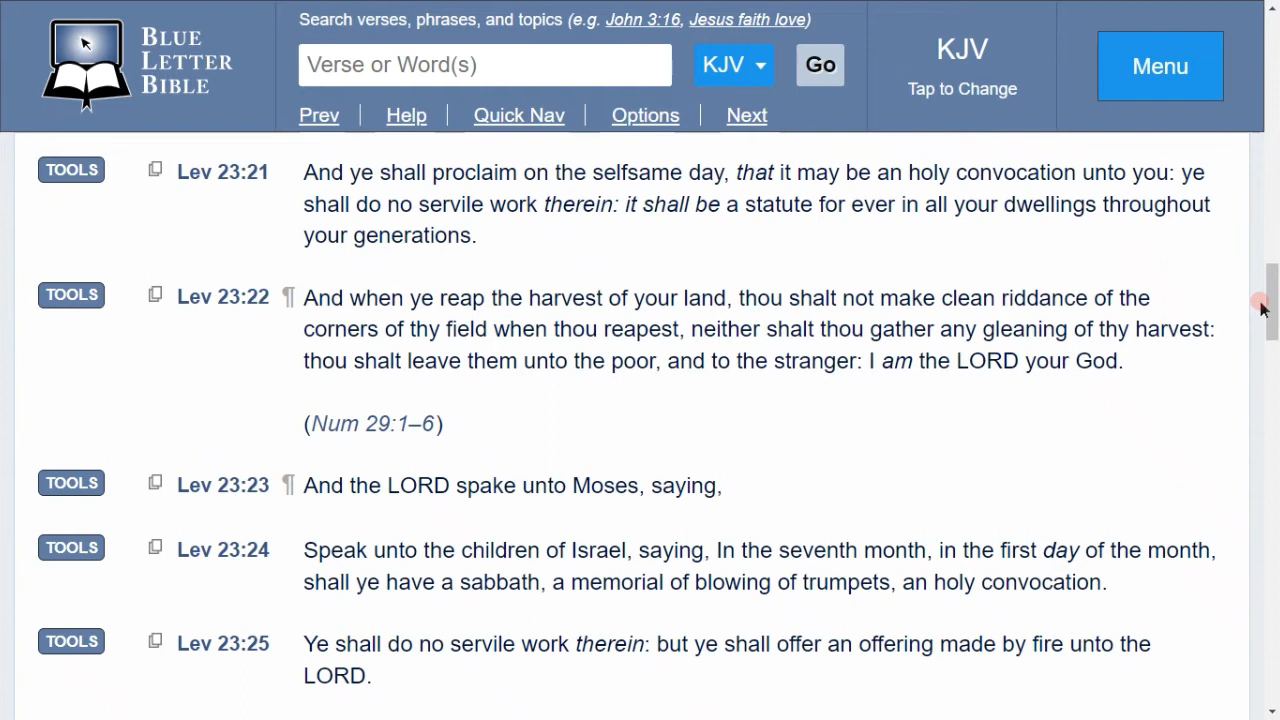 BLUE
LETTER
BIBLE
Search verses, phrases, and topics (e.g. John 3:16, Jesus faith love)
Verse or Word(s)
KJV
Go
Prev
Help
Quick Nav
Options
Next
KJV
Tap to Change
Menu
TOOLS Lev 23:21 And ye shall proclaim on the selfsame day, that it may be an holy convocation unto you: ye
shall do no servile work therein: it shall be a statute for ever in all your dwellings throughout
your generations.
TOOLS Lev 23:22 ¶ And when ye reap the harvest of your land, thou shalt not make clean riddance of the
corners of thy field when thou reapest, neither shalt thou gather any gleaning of thy harvest:
thou shalt leave them unto the poor, and to the stranger: I am the LORD your God.
(Num 29:1–6)
TOOLS Lev 23:23 ¶ And the LORD spake unto Moses, saying,
TOOLS Lev 23:24 Speak unto the children of Israel, saying, In the seventh month, in the first day of the month,
shall ye have a sabbath, a memorial of blowing of trumpets, an holy convocation.
TOOLS Lev 23:25 Ye shall do no servile work therein: but ye shall offer an offering made by fire unto the
LORD.